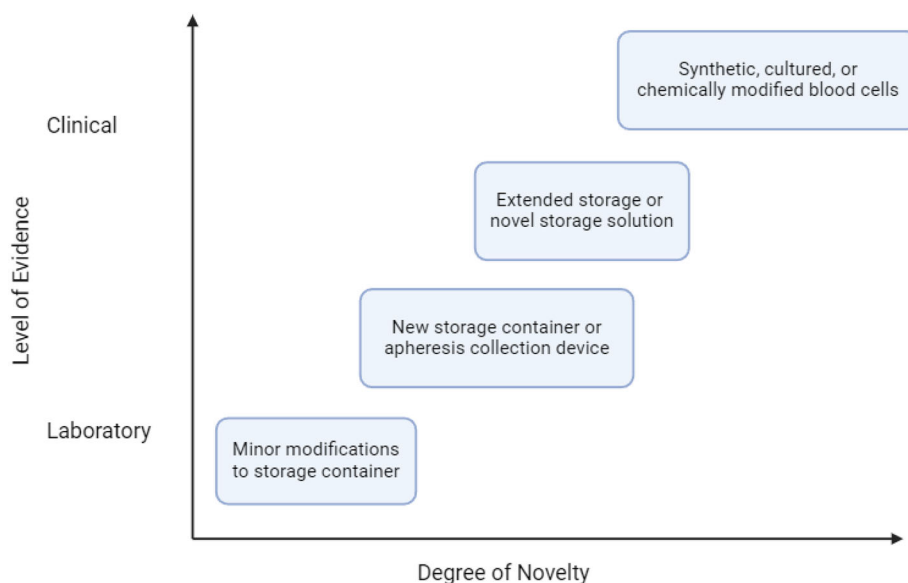 Synthetic, cultured, or
chemically modified blood cells
Clinical
Extended storage or
novel storage solution
Level of Evidence
New storage container or
apheresis collection device
Laboratory
Minor modifications
to storage container
Degree of Novelty